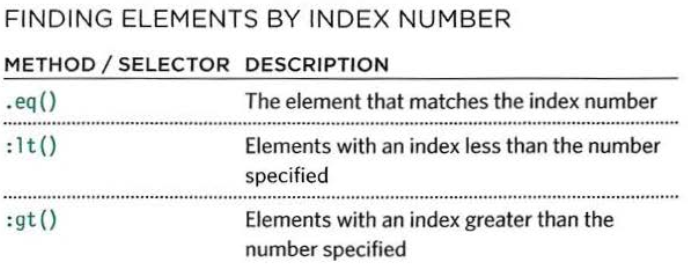 FINDING ELEMENTS BY INDEX NUMBER
METHOD / SELECTOR DESCRIPTION
.eq() The element that matches the index number
:lt() Elements with an index less than the number
specified
:gt() Elements with an index greater than the
number specified